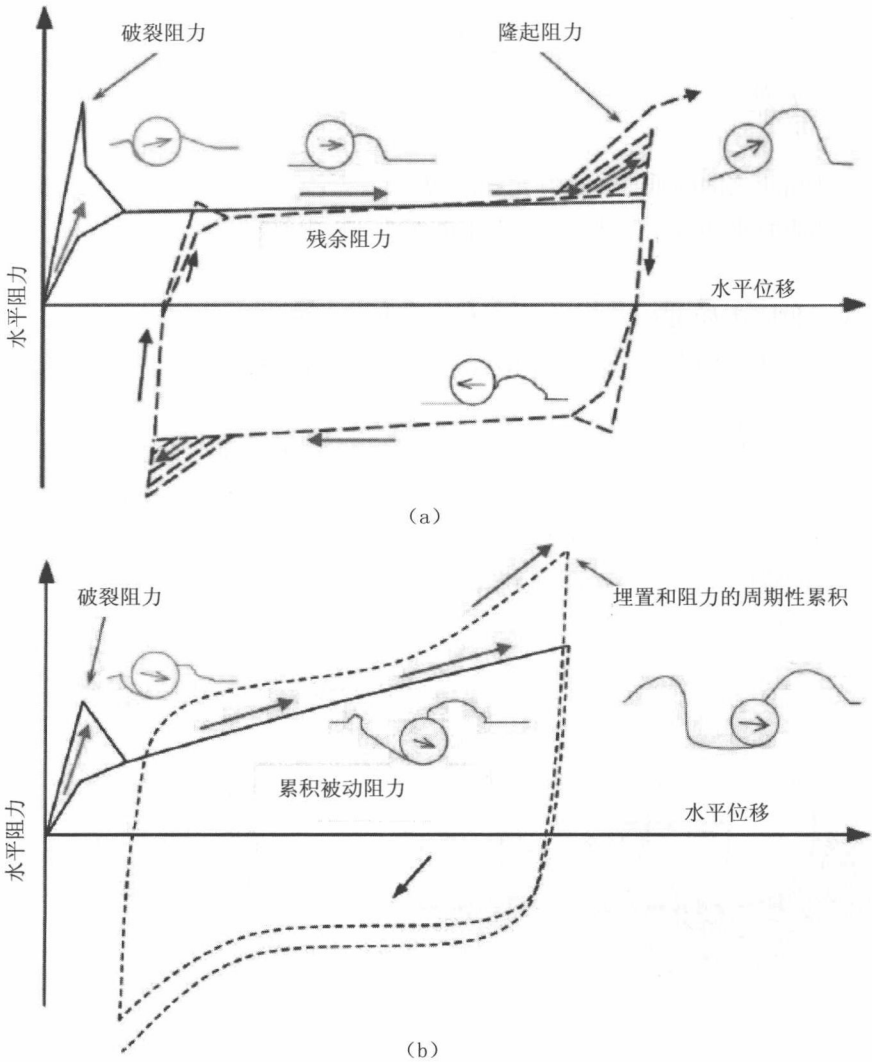 破裂阻力
隆起阻力
残余阻力
水平位移
水平阻力
（a）
破裂阻力
埋置和阻力的周期性累积
累积被动阻力
水平位移
水平阻力
（b）